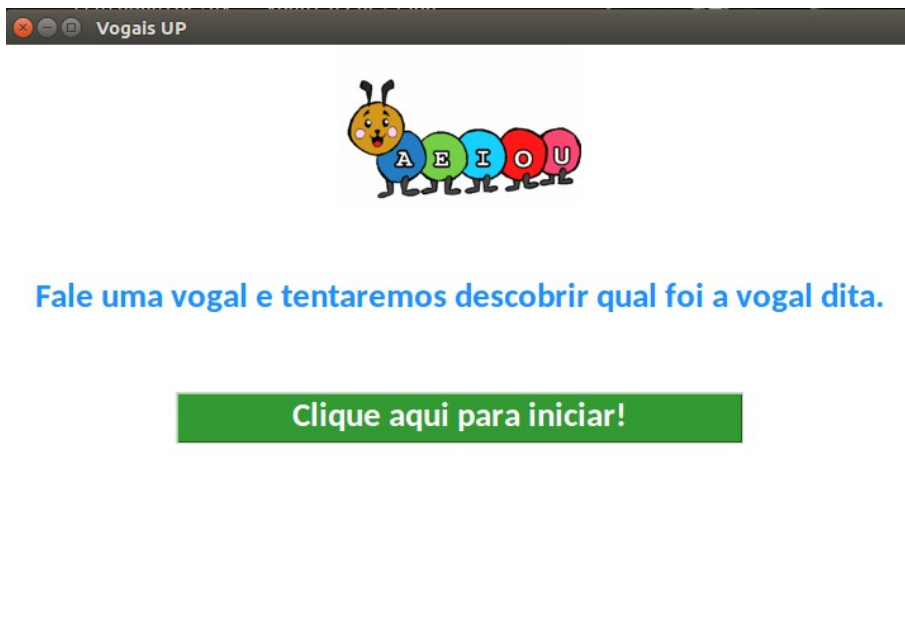 Vogais UP
A E I O U
Fale uma vogal e tentaremos descobrir qual foi a vogal dita.
Clique aqui para iniciar!